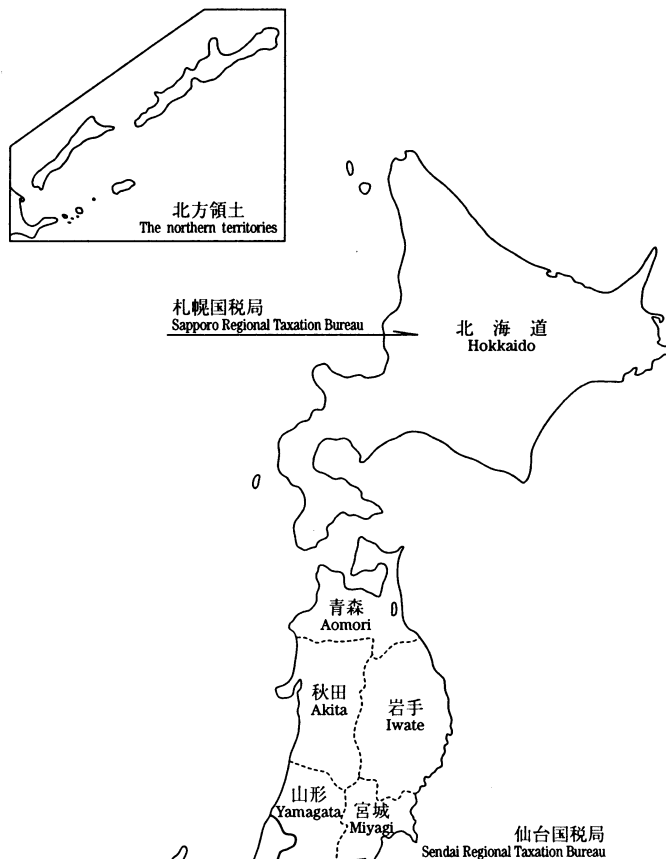 北方領土
The northern territories
札幌国税局
Sapporo Regional Taxation Bureau
北海道
Hokkaido
青森
Aomori
秋田
Akita
岩手
Iwate
山形
Yamagata
宮城
Miyagi
仙台国税局
Sendai Regional Taxation Bureau